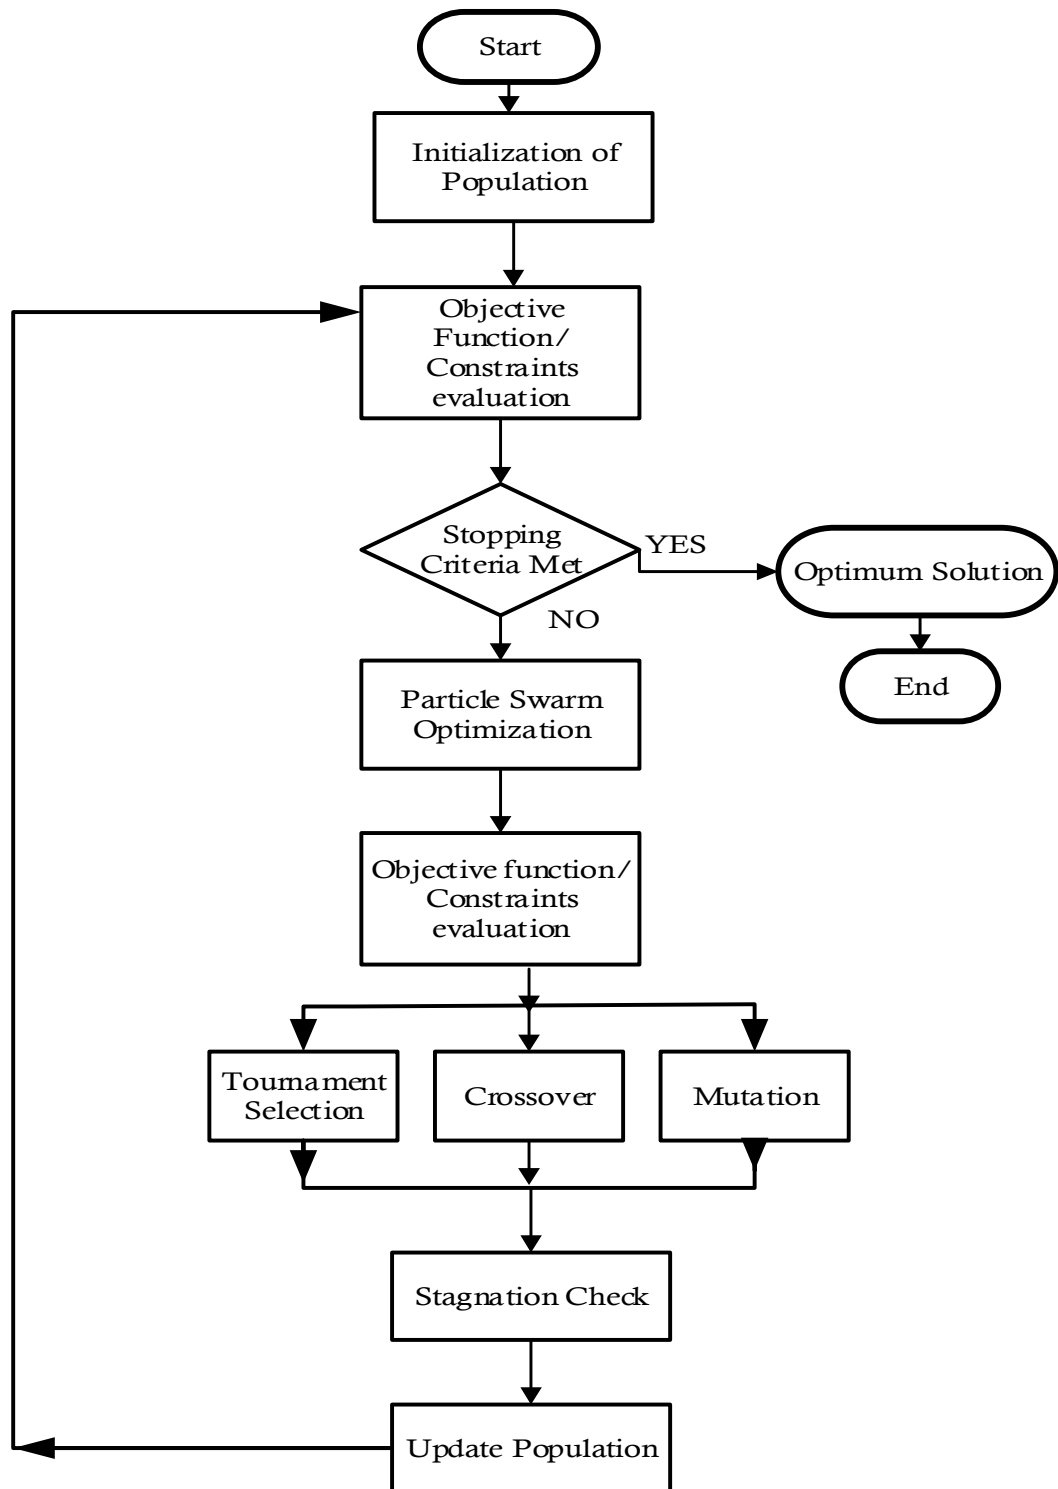 Start
Initialization of
Population
Objective
Function/
Constraints
evaluation
Stopping
Criteria Met
YES
Optimum Solution
NO
End
Particle Swarm
Optimization
Objective function/
Constraints
evaluation
Tournament
Selection
Crossover
Mutation
Stagnation Check
Update Population